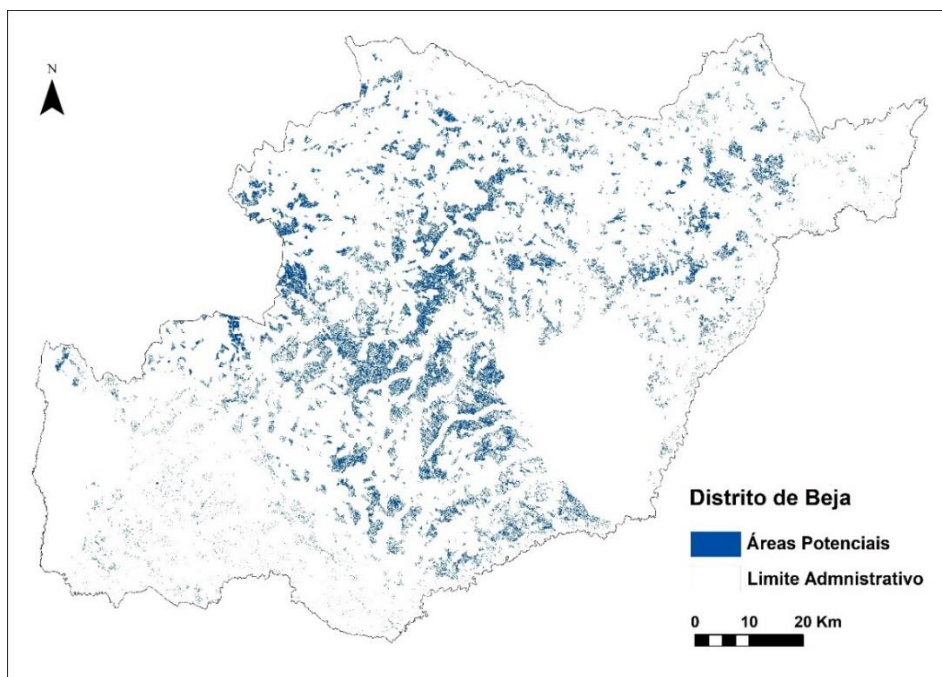 N
Distrito de Beja
Áreas Potenciais
Limite Admnistrativo
0 10 20 Km